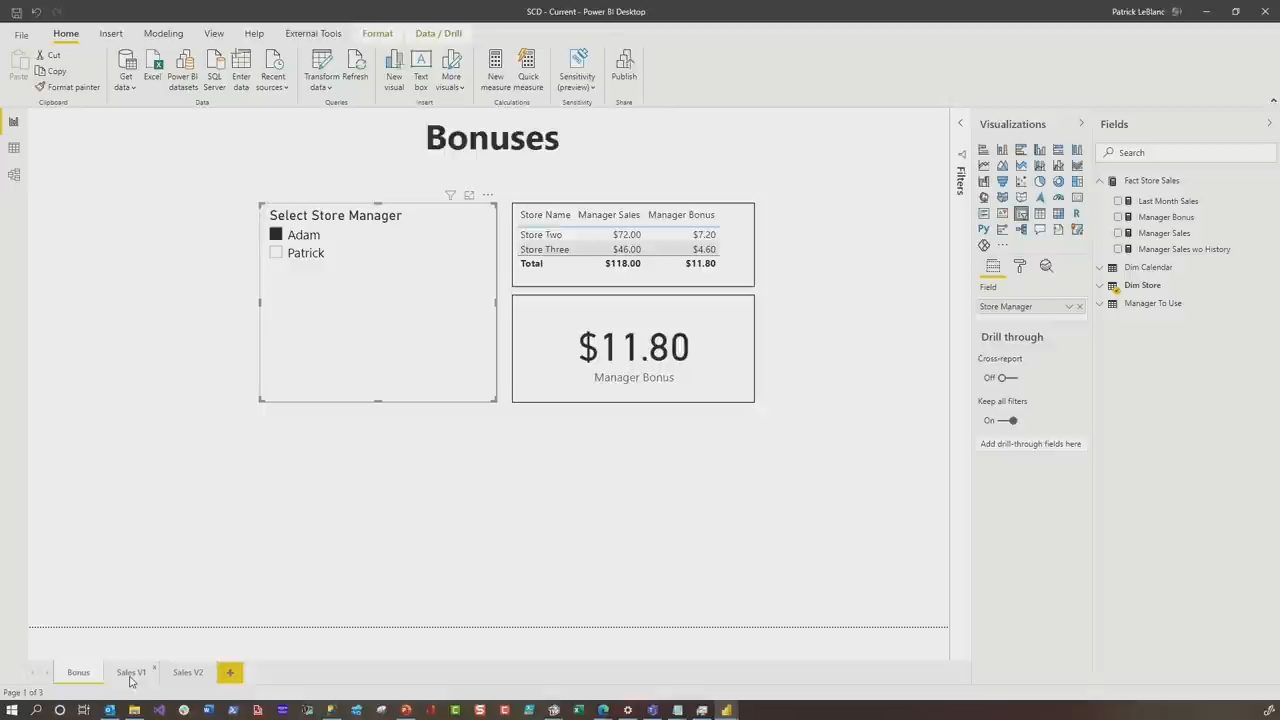 SCD - Current - Power BI Desktop
Patrick LeBlanc
File
Home
Insert
Modeling
View
Help
External Tools
Format
Data / Drill
Paste
Cut
Copy
Format painter
Clipboard
Get data
Excel
Power BI datasets
SQL Server
Enter data
Recent sources
Data
Transform data
Refresh
Queries
New visual
Text box
More visuals
Insert
New measure
Quick measure
Calculations
Sensitivity (preview)
Sensitivity
Publish
Share
Bonuses
Select Store Manager
Adam
Patrick
Store Name Manager Sales Manager Bonus
Store Two $72.00 $7.20
Store Three $46.00 $4.60
Total $118.00 $11.80
$11.80
Manager Bonus
Filters
Visualizations
Py
R
Field
Store Manager
Drill through
Cross-report
Off
Keep all filters
On
Add drill-through fields here
Fields
Search
Fact Store Sales
Last Month Sales
Manager Bonus
Manager Sales
Manager Sales wo History
Dim Calendar
Dim Store
Manager To Use
Bonus
Sales V1
Sales V2
Page 1 of 3